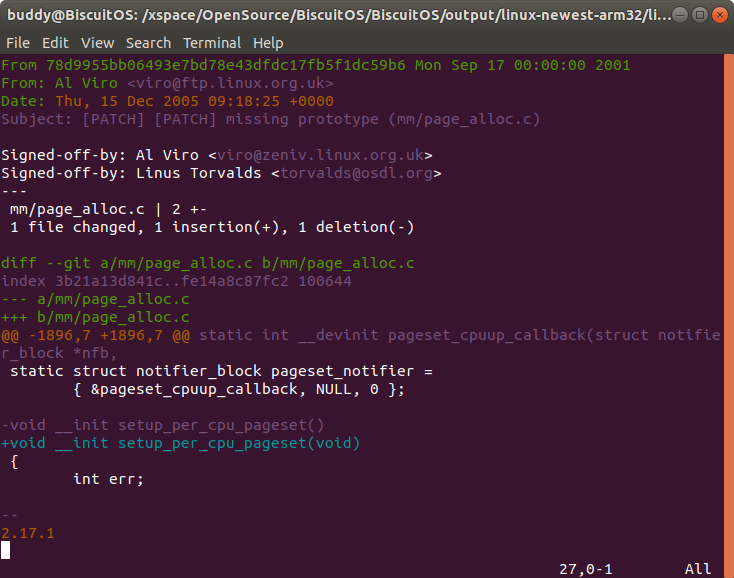 buddy@BiscuitOS: /xspace/OpenSource/BiscuitOS/BiscuitOS/output/linux-newest-arm32/li...
File Edit View Search Terminal Help
From 78d9955bb06493e7bd78e43dfdc17fb5f1dc59b6 Mon Sep 17 00:00:00 2001
From: Al Viro <viro@ftp.linux.org.uk>
Date: Thu, 15 Dec 2005 09:18:25 +0000
Subject: [PATCH] [PATCH] missing prototype (mm/page_alloc.c)
Signed-off-by: Al Viro <viro@zeniv.linux.org.uk>
Signed-off-by: Linus Torvalds <torvalds@osdl.org>
---
 mm/page_alloc.c | 2 +-
 1 file changed, 1 insertion(+), 1 deletion(-)
diff --git a/mm/page_alloc.c b/mm/page_alloc.c
index 3b21a13d841c..fe14a8c87fc2 100644
--- a/mm/page_alloc.c
+++ b/mm/page_alloc.c
@@ -1896,7 +1896,7 @@ static int __devinit pageset_cpuup_callback(struct notifie
r_block *nfb,
 static struct notifier_block pageset_notifier =
        { &pageset_cpuup_callback, NULL, 0 };
-void __init setup_per_cpu_pageset()
+void __init setup_per_cpu_pageset(void)
 {
        int err;
--
2.17.1
27,0-1 All